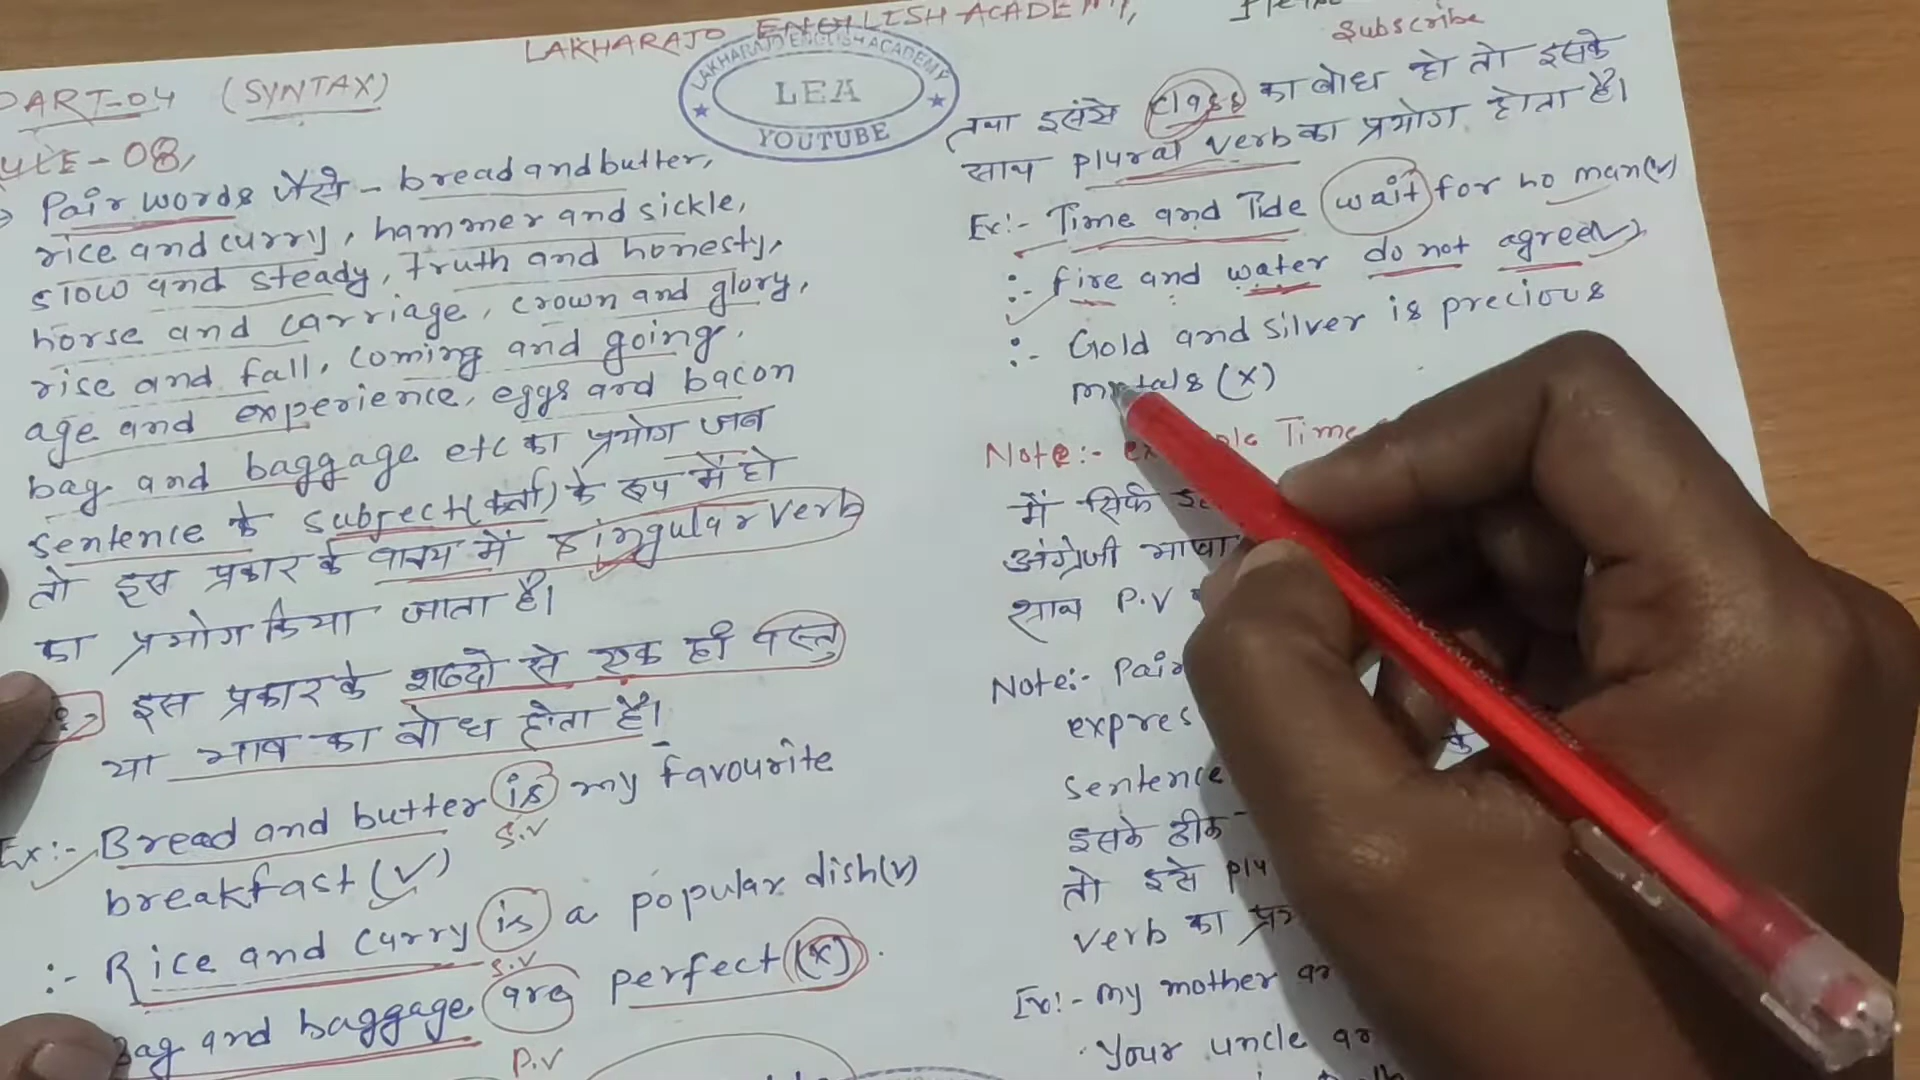 LAKHARAJO ENGHLISH ACADEMY,
LAKHARAJO ENGLISH ACADEMY
LEA
YOUTUBE
PART-04 (SYNTAX)
RULE-08,
Pair words जैसे - bread and butter,
rice and curry, hammer and sickle,
slow and steady, truth and honesty,
horse and carriage, crown and glory,
rise and fall, coming and going,
age and experience, eggs and bacon
bag and baggage etc का प्रयोग जब
sentence के subject (कर्ता) के रूप में हो
तो इस प्रकार के वाक्य में singular verb
का प्रयोग किया जाता है।
इस प्रकार के शब्दो से एक ही वस्तु
या भाव का बोध होता है।
Ex:- Bread and butter is my favourite
S.V
breakfast (✓)
:- Rice and curry is a popular dish (✓)
S.V
Bag and baggage are perfect (x).
P.V
Subscribe
तथा इससे class का बोध हो तो इसके
साथ plural verb का प्रयोग होता है।
Ex:- Time and Tide wait for no man (✓)
:- fire and water do not agree (✓)
:- Gold and silver is precious
metals (x)
Note:- Time
में सिर्फ
अंग्रेजी भाषा
साथ P.V
Note:- Pair
expres
sentence के
इसके ठीक
तो इसे plu
verb का प्र
Ex:- My mother an
Your uncle an